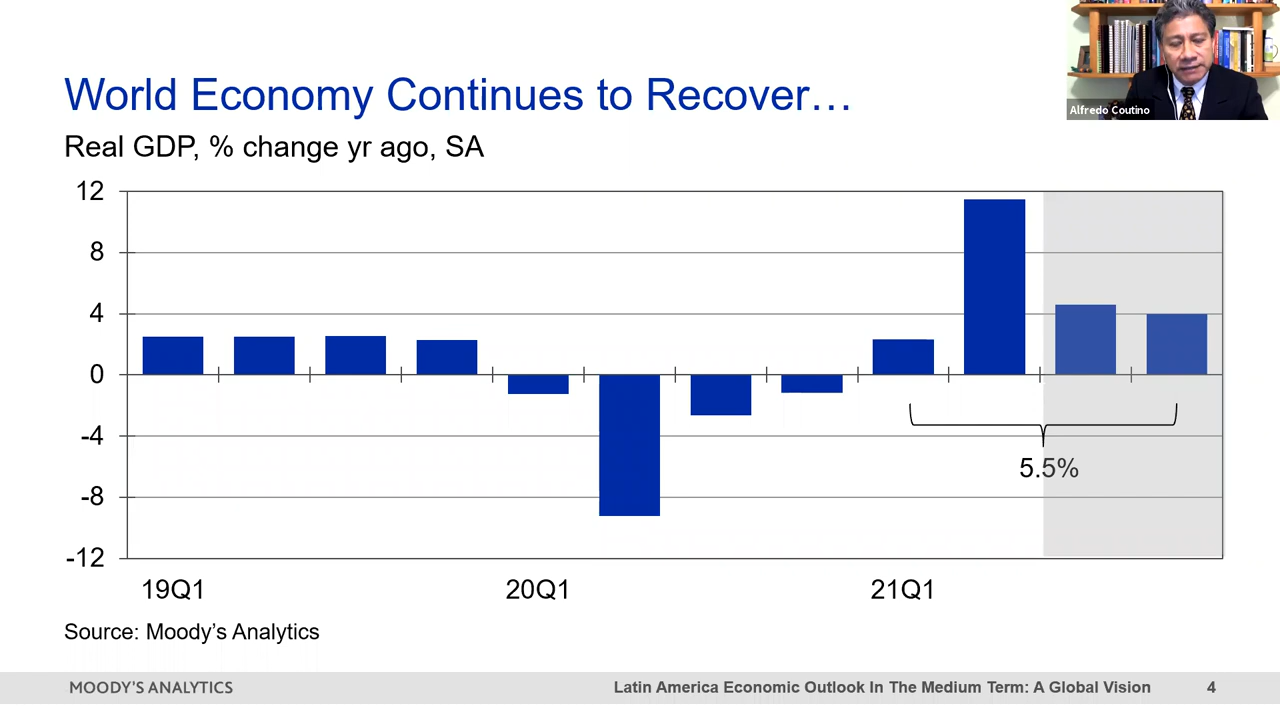 Alfredo Coutino
World Economy Continues to Recover…
Real GDP, % change yr ago, SA
12
8
4
0
-4
-8
-12
5.5%
19Q1 20Q1 21Q1
Source: Moody’s Analytics
MOODY'S ANALYTICS Latin America Economic Outlook In The Medium Term: A Global Vision 4